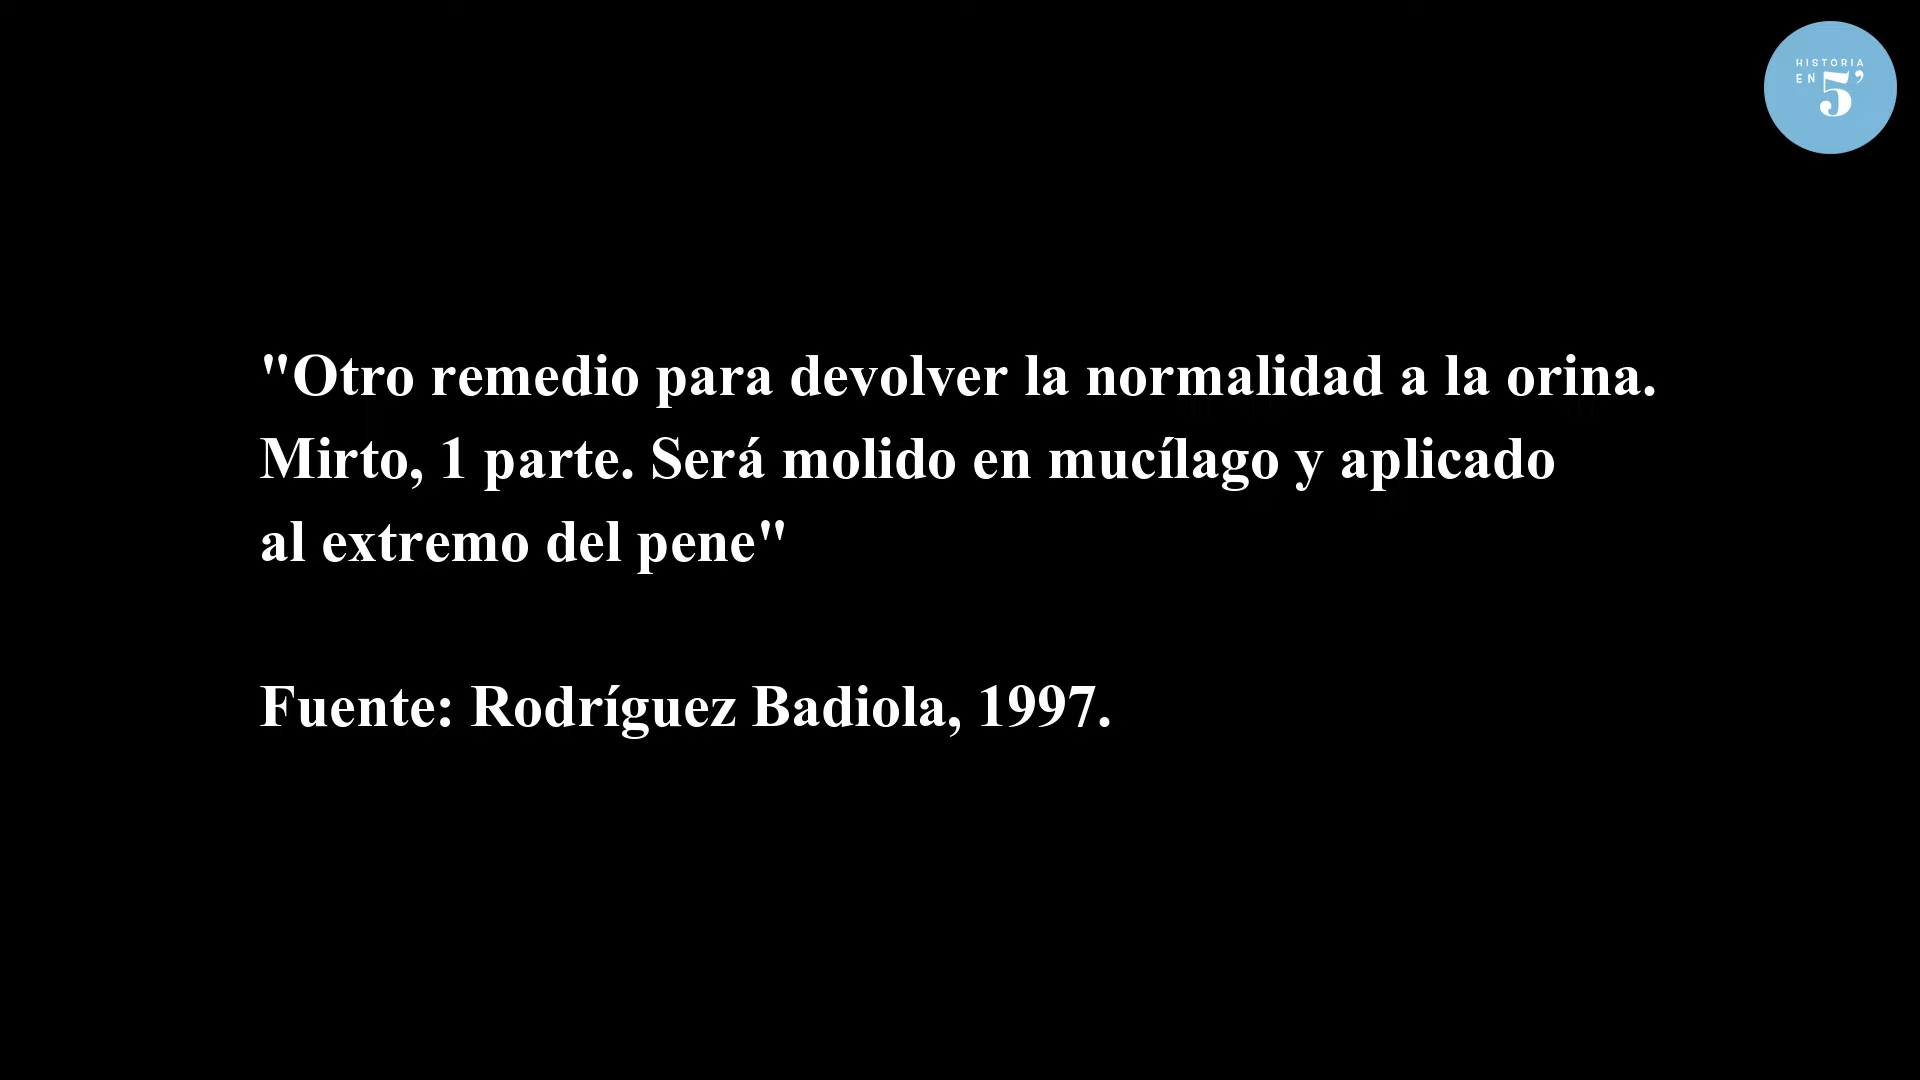 HISTORIA
EN 5’
"Otro remedio para devolver la normalidad a la orina.
Mirto, 1 parte. Será molido en mucílago y aplicado
al extremo del pene"
Fuente: Rodríguez Badiola, 1997.